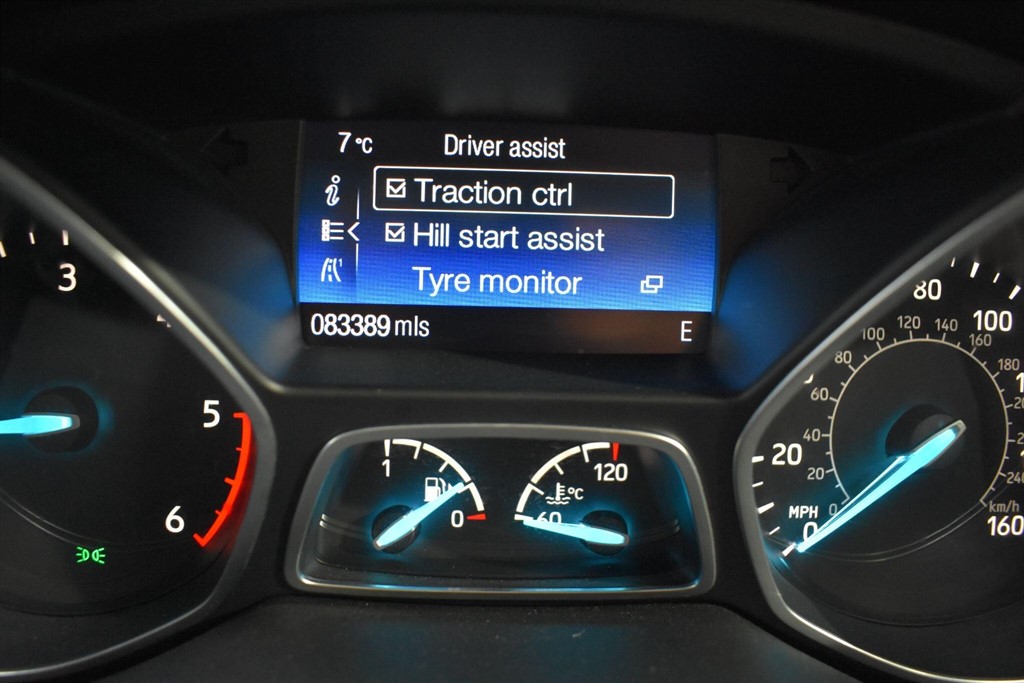 7°C
Driver assist
Traction ctrl
Hill start assist
Tyre monitor
083389 mls
E
3
5
6
1
0
120
°C
60
80
100
120
140
160
180
100
80
60
40
20
0
20
MPH
0
km/h
160